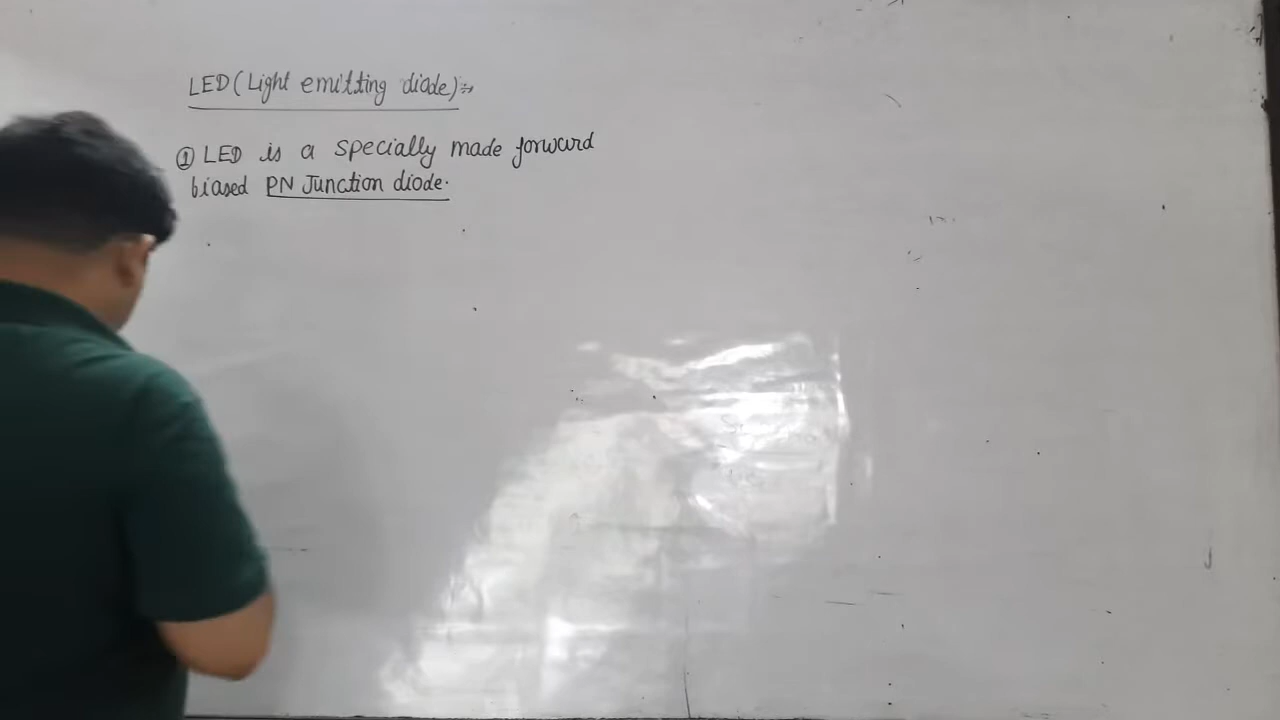 LED (Light emitting diode):→
① LED is a specially made forward
biased PN Junction diode.